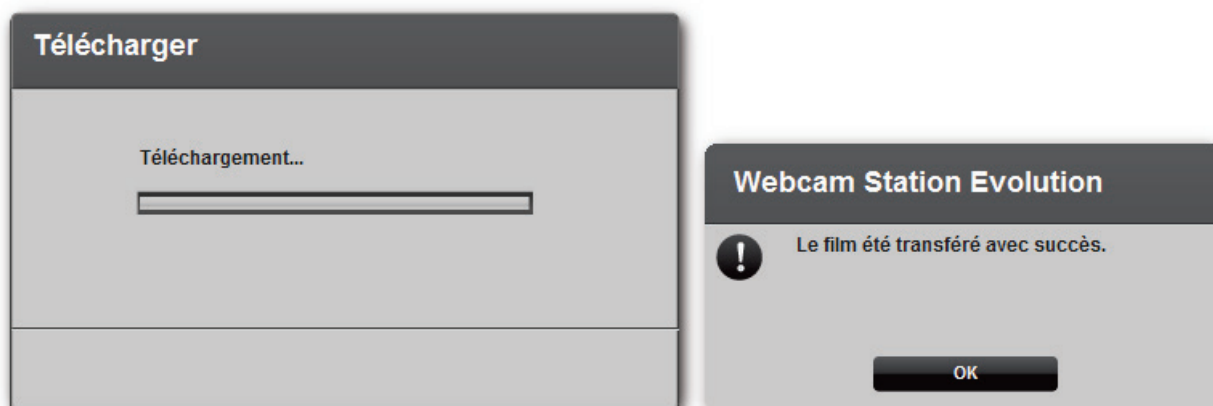 Télécharger
Téléchargement...
Webcam Station Evolution
Le film été transféré avec succès.
OK